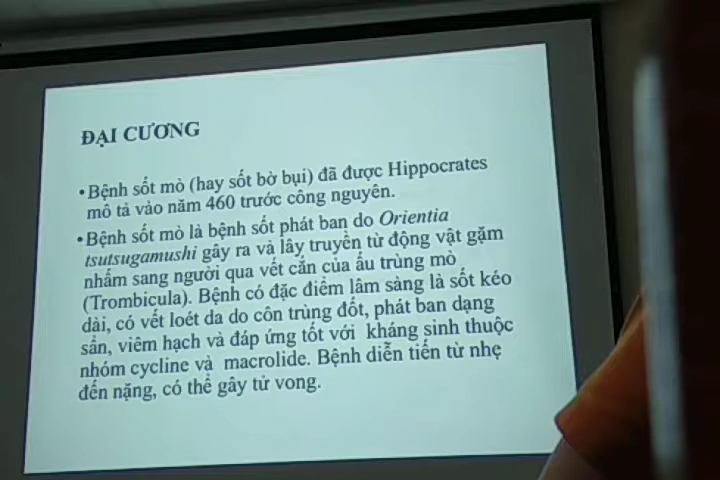 ĐẠI CƯƠNG
•Bệnh sốt mò (hay sốt bờ bụi) đã được Hippocrates
mô tả vào năm 460 trước công nguyên.
•Bệnh sốt mò là bệnh sốt phát ban do Orientia
tsutsugamushi gây ra và lây truyền từ động vật gặm
nhấm sang người qua vết cắn của ấu trùng mò
(Trombicula). Bệnh có đặc điểm lâm sàng là sốt kéo
dài, có vết loét da do côn trùng đốt, phát ban dạng
sẩn, viêm hạch và đáp ứng tốt với kháng sinh thuộc
nhóm cycline và macrolide. Bệnh diễn tiến từ nhẹ
đến nặng, có thể gây tử vong.